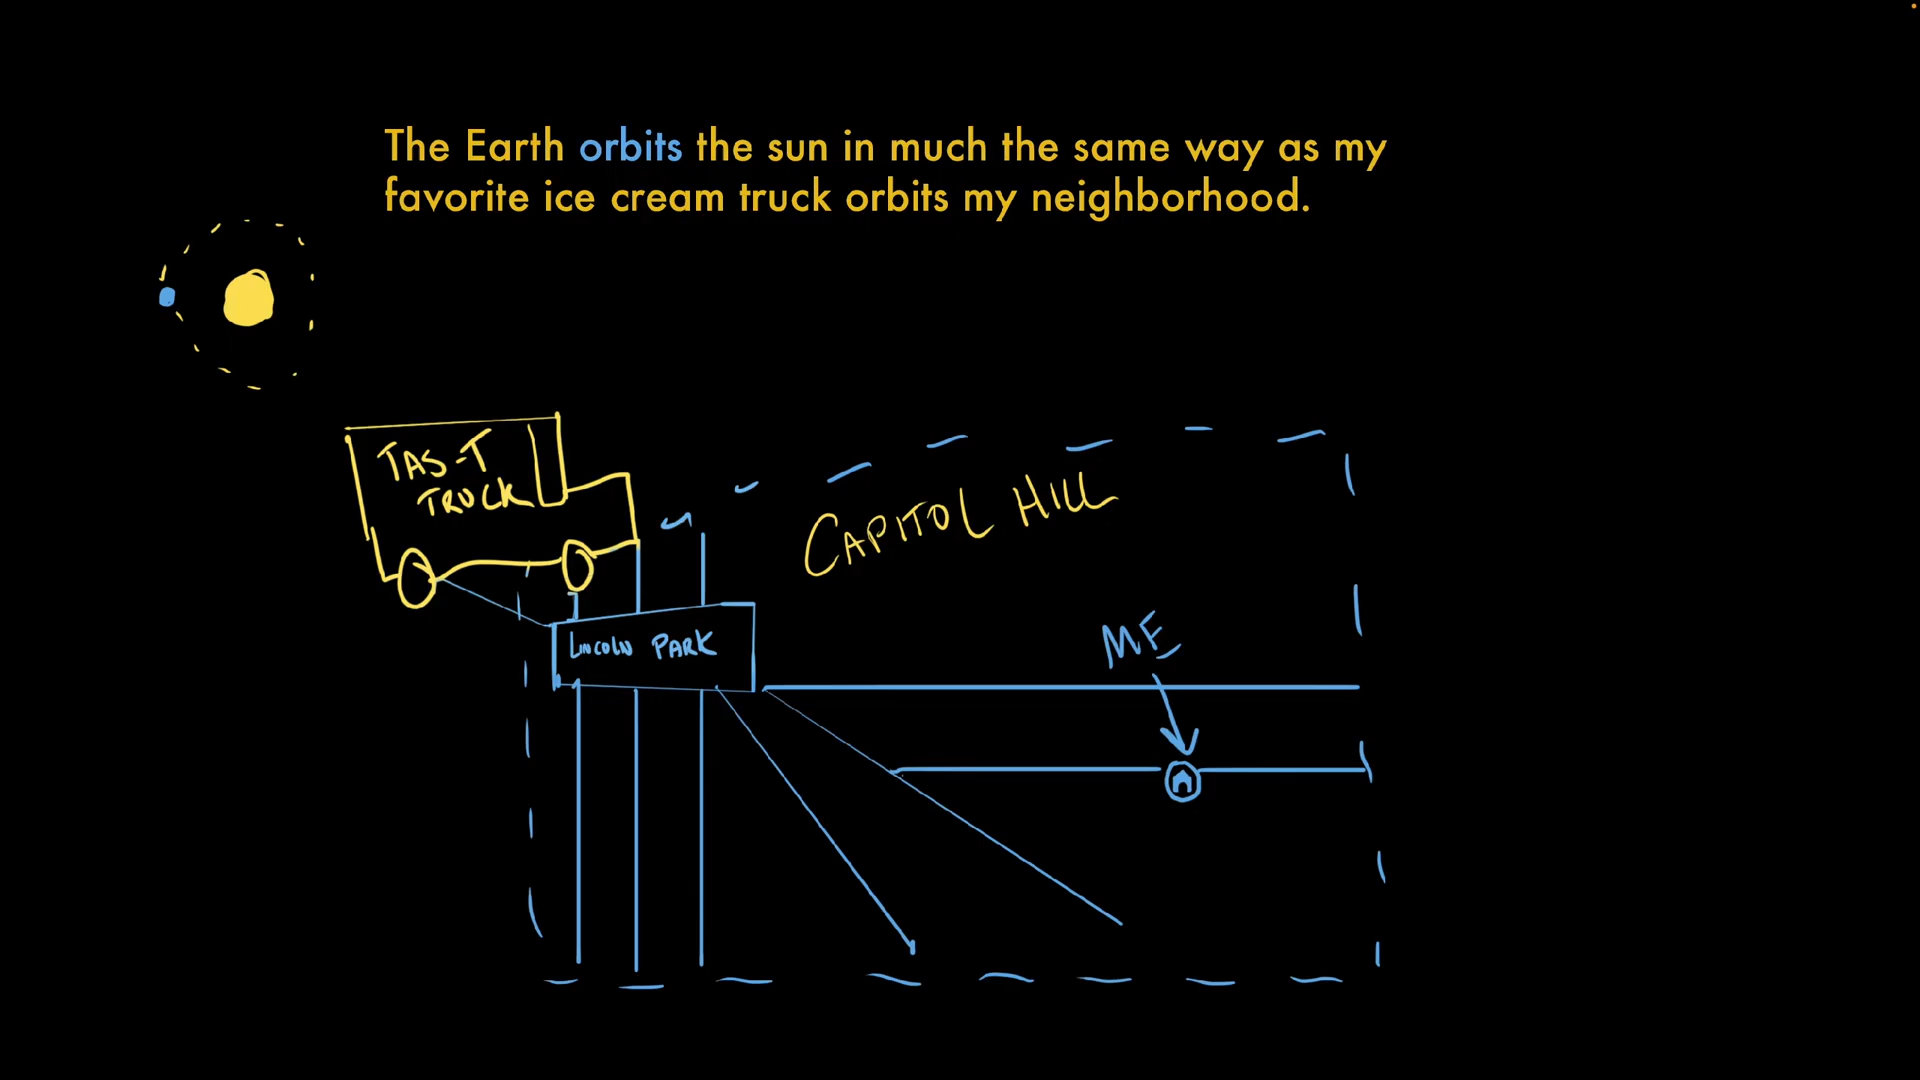 The Earth orbits the sun in much the same way as my
favorite ice cream truck orbits my neighborhood.
TAS-T
TRUCK
CAPITOL HILL
LINCOLN PARK
ME